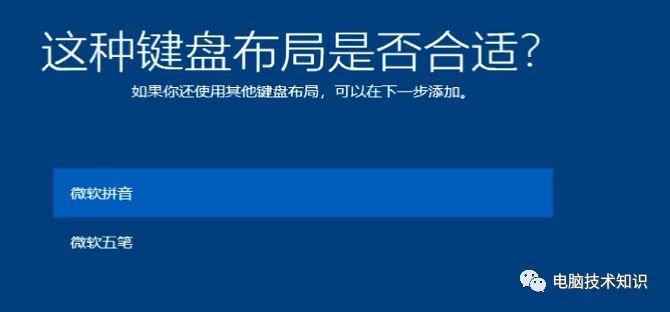 这种键盘布局是否合适?
如果你还使用其他键盘布局，可以在下一步添加。
微软拼音
微软五笔
电脑技术知识